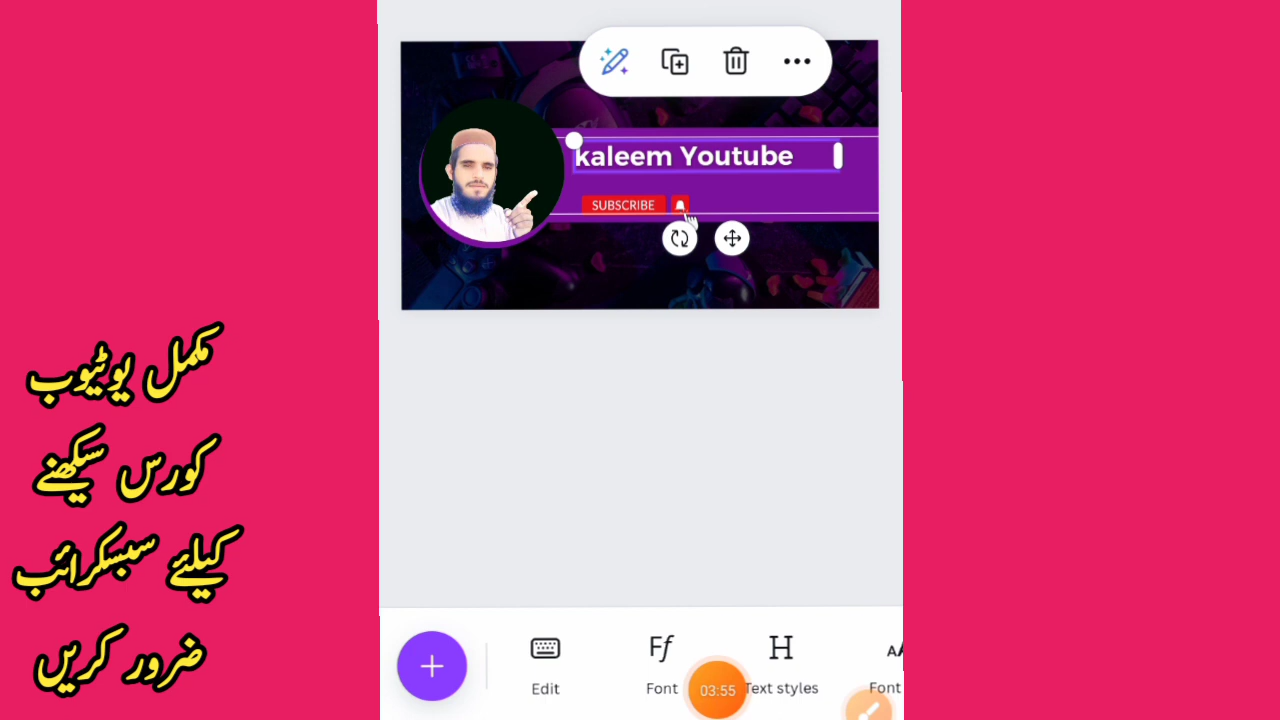 kaleem Youtube
SUBSCRIBE
مکمل یوٹیوب
کورس سیکھنے
کیلئے سبسکرائب
ضرور کریں
Edit
Font
03:55
Text styles
Font